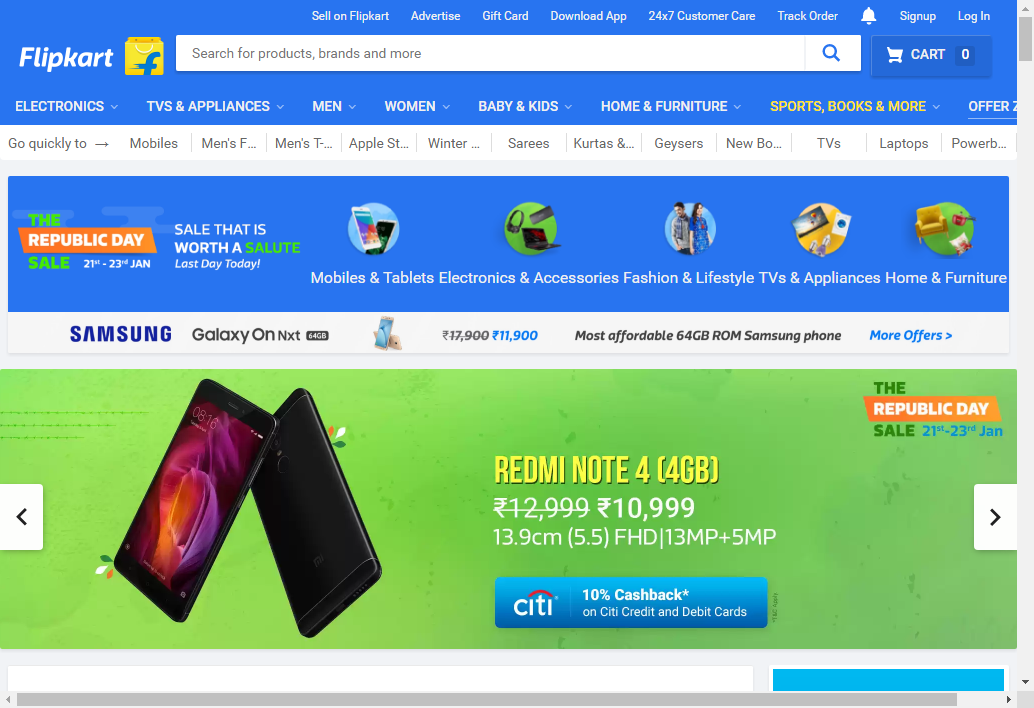 Sell on Flipkart Advertise Gift Card Download App 24x7 Customer Care Track Order Signup Log In
Flipkart
Search for products, brands and more
CART 0
ELECTRONICS TVS & APPLIANCES MEN WOMEN BABY & KIDS HOME & FURNITURE SPORTS, BOOKS & MORE OFFER Z
Go quickly to → Mobiles Men's F... Men's T-... Apple St... Winter ... Sarees Kurtas &... Geysers New Bo... TVs Laptops Powerb...
THE
REPUBLIC DAY
SALE 21st - 23rd JAN
SALE THAT IS
WORTH A SALUTE
Last Day Today!
Mobiles & Tablets Electronics & Accessories Fashion & Lifestyle TVs & Appliances Home & Furniture
SAMSUNG Galaxy On Nxt 64GB ₹17,900 ₹11,900 Most affordable 64GB ROM Samsung phone More Offers >
THE
REPUBLIC DAY
SALE 21st-23rd Jan
08:16
REDMI NOTE 4 (4GB)
₹12,999 ₹10,999
13.9cm (5.5) FHD|13MP+5MP
citi
10% Cashback*
on Citi Credit and Debit Cards